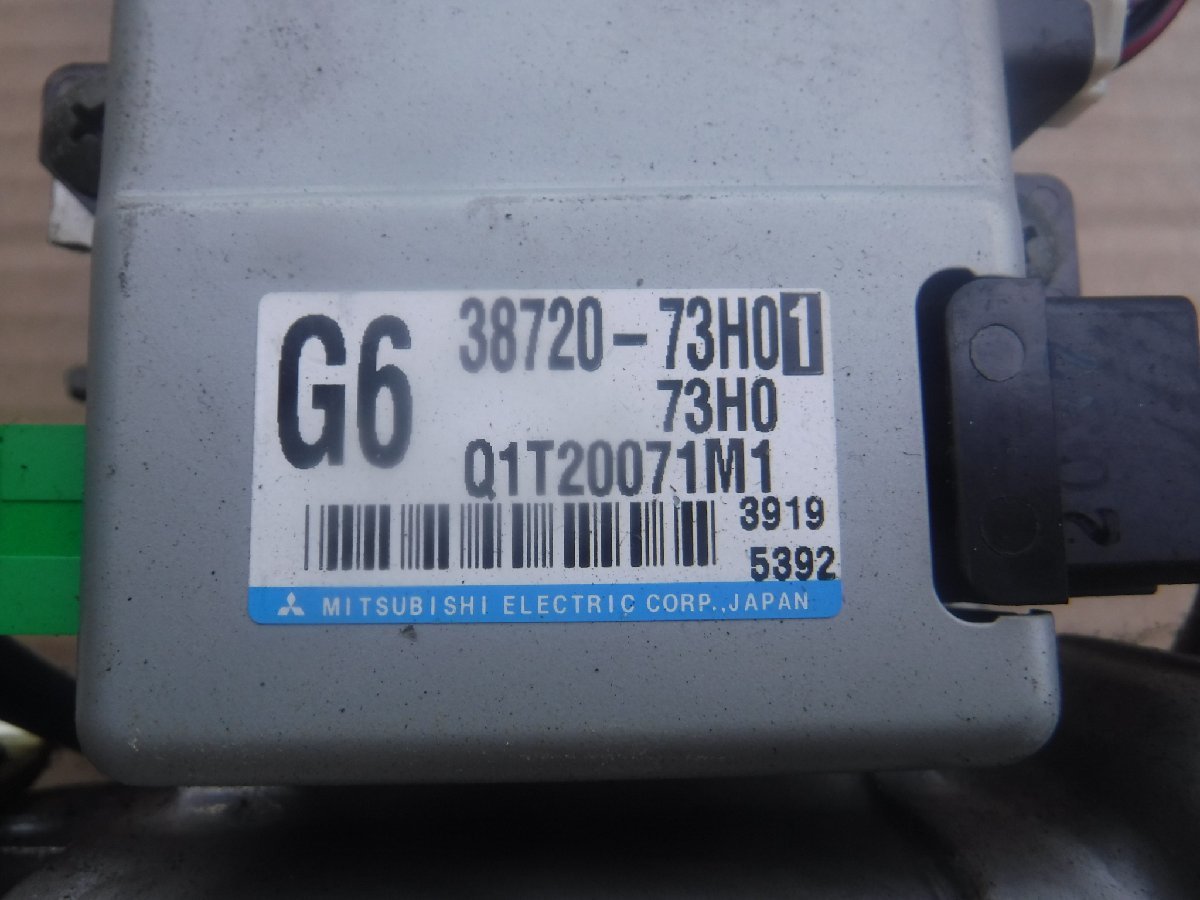 G6
38720-73H01
73H0
Q1T20071M1
3919
5392
MITSUBISHI ELECTRIC CORP.,JAPAN